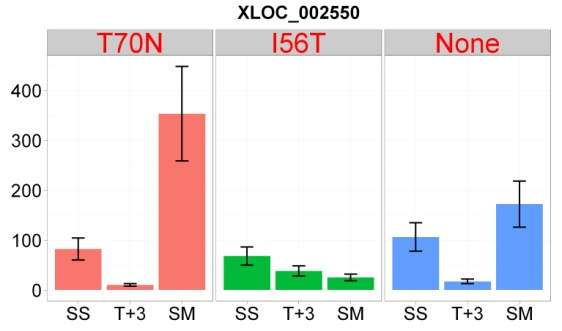 XLOC_002550
T70N I56T None
400
300
200
100
0
SS T+3 SM SS T+3 SM SS T+3 SM